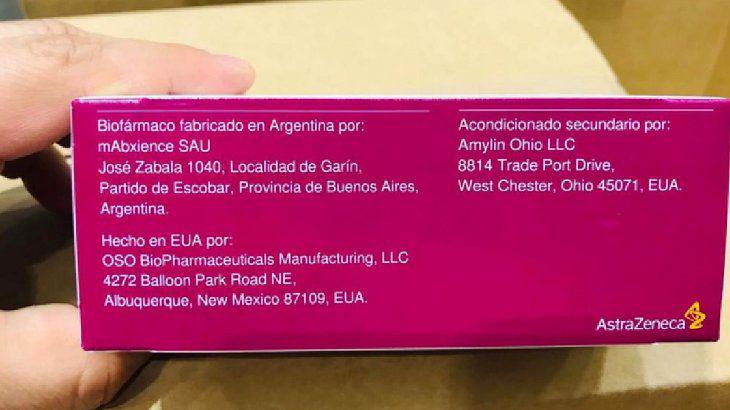 Biofármaco fabricado en Argentina por:
mAbxience SAU
José Zabala 1040, Localidad de Garín,
Partido de Escobar, Provincia de Buenos Aires,
Argentina.
Hecho en EUA por:
OSO BioPharmaceuticals Manufacturing, LLC
4272 Balloon Park Road NE,
Albuquerque, New Mexico 87109, EUA.
Acondicionado secundario por:
Amylin Ohio LLC
8814 Trade Port Drive,
West Chester, Ohio 45071, EUA.
AstraZeneca